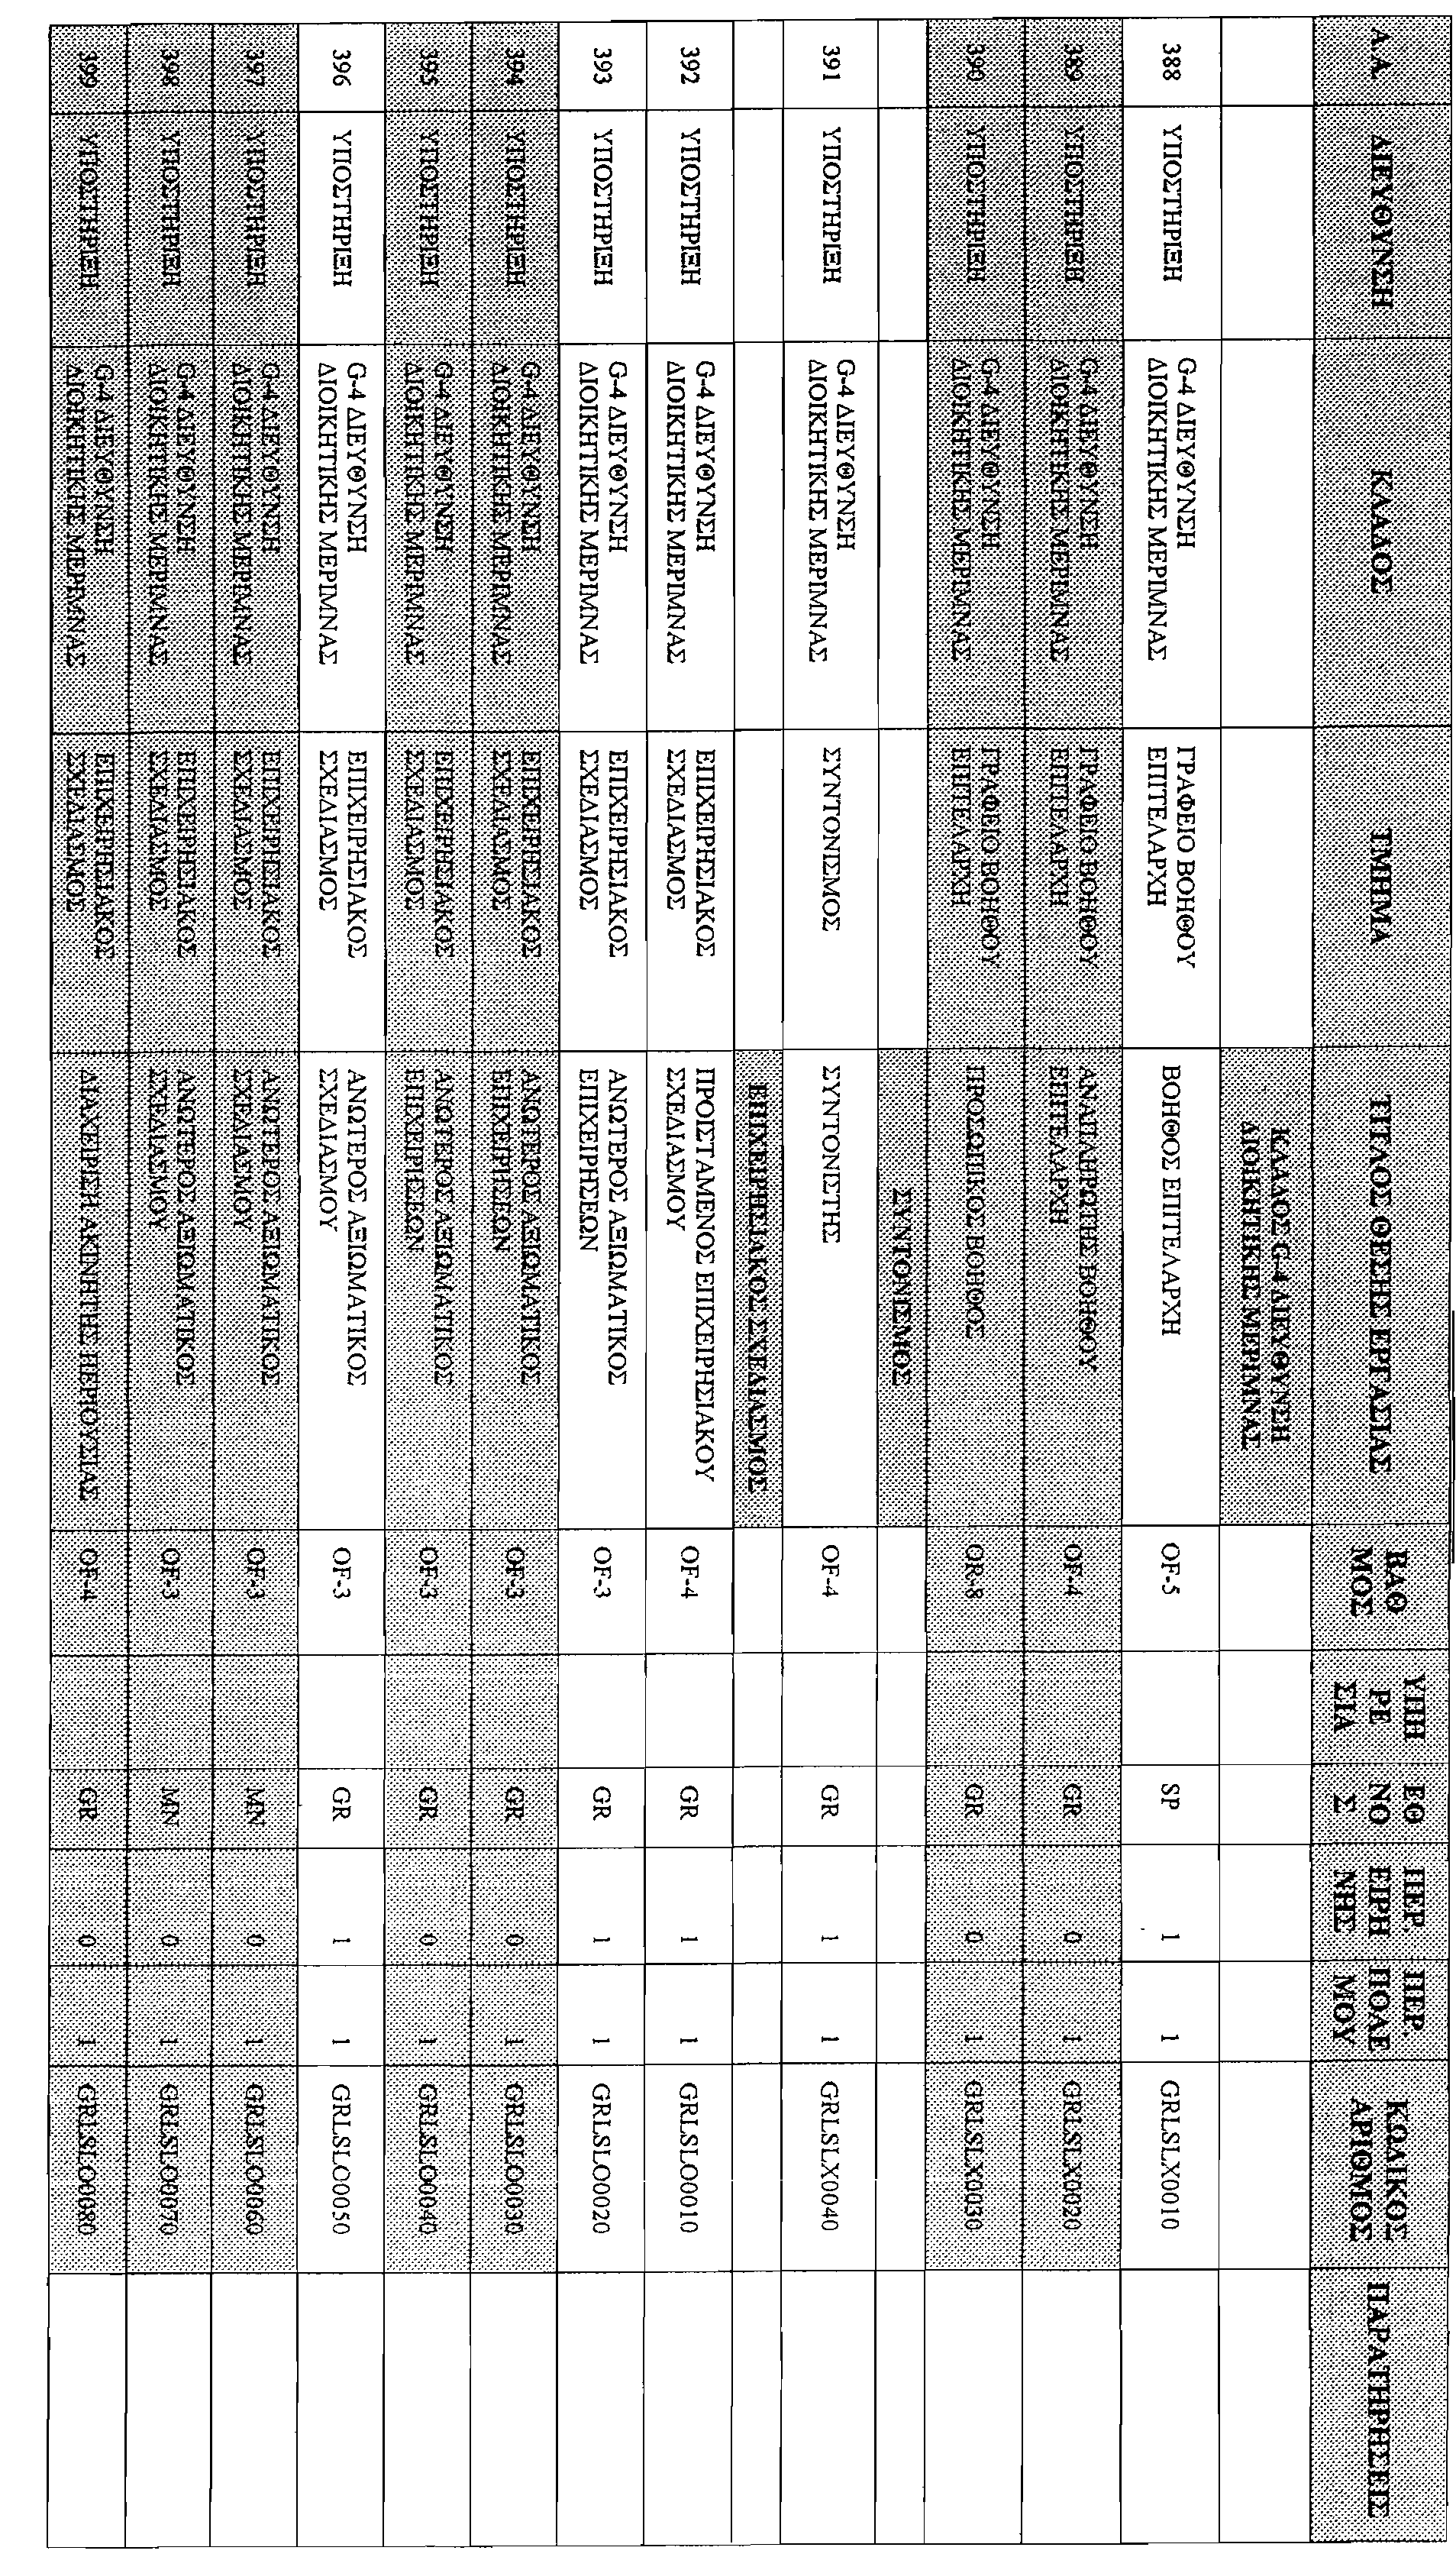 Α.Α. ΔΙΕΥΘΥΝΣΗ ΚΛΑΔΟΣ ΤΜΗΜΑ ΤΙΤΛΟΣ ΘΕΣΗΣ ΕΡΓΑΣΙΑΣ ΒΑΘ ΥΠΗ ΕΘ ΠΕΡ. ΠΕΡ. ΚΩΔΙΚΟΣ ΠΑΡΑΤΗΡΗΣΕΙΣ
ΜΟΣ ΡΕ ΝΟ ΕΙΡΗ ΠΟΛΕ ΑΡΙΘΜΟΣ
ΣΙΑ Σ ΝΗΣ ΜΟΥ
ΚΛΑΔΟΣ G-4 ΔΙΕΥΘΥΝΣΗ
ΔΙΟΙΚΗΤΙΚΗΣ ΜΕΡΙΜΝΑΣ
388 ΥΠΟΣΤΗΡΙΞΗ G-4 ΔΙΕΥΘΥΝΣΗ ΓΡΑΦΕΙΟ ΒΟΗΘΟΥ ΒΟΗΘΟΣ ΕΠΙΤΕΛΑΡΧΗ OF-5 SP 1 1 GRLSLX0010
ΔΙΟΙΚΗΤΙΚΗΣ ΜΕΡΙΜΝΑΣ ΕΠΙΤΕΛΑΡΧΗ
389 ΥΠΟΣΤΗΡΙΞΗ G-4 ΔΙΕΥΘΥΝΣΗ ΓΡΑΦΕΙΟ ΒΟΗΘΟΥ ΑΝΑΠΛΗΡΩΤΗΣ ΒΟΗΘΟΥ OF-4 GR 0 1 GRLSLX0020
ΔΙΟΙΚΗΤΙΚΗΣ ΜΕΡΙΜΝΑΣ ΕΠΙΤΕΛΑΡΧΗ ΕΠΙΤΕΛΑΡΧΗ
390 ΥΠΟΣΤΗΡΙΞΗ G-4 ΔΙΕΥΘΥΝΣΗ ΓΡΑΦΕΙΟ ΒΟΗΘΟΥ ΠΡΟΣΩΠΙΚΟΣ ΒΟΗΘΟΣ OR-8 GR 0 1 GRLSLX0030
ΔΙΟΙΚΗΤΙΚΗΣ ΜΕΡΙΜΝΑΣ ΕΠΙΤΕΛΑΡΧΗ
ΣΥΝΤΟΝΙΣΜΟΣ
391 ΥΠΟΣΤΗΡΙΞΗ G-4 ΔΙΕΥΘΥΝΣΗ ΣΥΝΤΟΝΙΣΜΟΣ ΣΥΝΤΟΝΙΣΤΗΣ OF-4 GR 1 1 GRLSLX0040
ΔΙΟΙΚΗΤΙΚΗΣ ΜΕΡΙΜΝΑΣ
ΕΠΙΧΕΙΡΗΣΙΑΚΟΣ ΣΧΕΔΙΑΣΜΟΣ
392 ΥΠΟΣΤΗΡΙΞΗ G-4 ΔΙΕΥΘΥΝΣΗ ΕΠΙΧΕΙΡΗΣΙΑΚΟΣ ΠΡΟΙΣΤΑΜΕΝΟΣ ΕΠΙΧΕΙΡΗΣΙΑΚΟΥ OF-4 GR 1 1 GRLSLO0010
ΔΙΟΙΚΗΤΙΚΗΣ ΜΕΡΙΜΝΑΣ ΣΧΕΔΙΑΣΜΟΣ ΣΧΕΔΙΑΣΜΟΥ
393 ΥΠΟΣΤΗΡΙΞΗ G-4 ΔΙΕΥΘΥΝΣΗ ΕΠΙΧΕΙΡΗΣΙΑΚΟΣ ΑΝΩΤΕΡΟΣ ΑΞΙΩΜΑΤΙΚΟΣ OF-3 GR 1 1 GRLSLO0020
ΔΙΟΙΚΗΤΙΚΗΣ ΜΕΡΙΜΝΑΣ ΣΧΕΔΙΑΣΜΟΣ ΕΠΙΧΕΙΡΗΣΕΩΝ
394 ΥΠΟΣΤΗΡΙΞΗ G-4 ΔΙΕΥΘΥΝΣΗ ΕΠΙΧΕΙΡΗΣΙΑΚΟΣ ΑΝΩΤΕΡΟΣ ΑΞΙΩΜΑΤΙΚΟΣ OF-3 GR 0 1 GRLSLO0030
ΔΙΟΙΚΗΤΙΚΗΣ ΜΕΡΙΜΝΑΣ ΣΧΕΔΙΑΣΜΟΣ ΕΠΙΧΕΙΡΗΣΕΩΝ
395 ΥΠΟΣΤΗΡΙΞΗ G-4 ΔΙΕΥΘΥΝΣΗ ΕΠΙΧΕΙΡΗΣΙΑΚΟΣ ΑΝΩΤΕΡΟΣ ΑΞΙΩΜΑΤΙΚΟΣ OF-3 GR 0 1 GRLSLO0040
ΔΙΟΙΚΗΤΙΚΗΣ ΜΕΡΙΜΝΑΣ ΣΧΕΔΙΑΣΜΟΣ ΕΠΙΧΕΙΡΗΣΕΩΝ
396 ΥΠΟΣΤΗΡΙΞΗ G-4 ΔΙΕΥΘΥΝΣΗ ΕΠΙΧΕΙΡΗΣΙΑΚΟΣ ΑΝΩΤΕΡΟΣ ΑΞΙΩΜΑΤΙΚΟΣ OF-3 GR 1 1 GRLSLO0050
ΔΙΟΙΚΗΤΙΚΗΣ ΜΕΡΙΜΝΑΣ ΣΧΕΔΙΑΣΜΟΣ ΣΧΕΔΙΑΣΜΟΥ
397 ΥΠΟΣΤΗΡΙΞΗ G-4 ΔΙΕΥΘΥΝΣΗ ΕΠΙΧΕΙΡΗΣΙΑΚΟΣ ΑΝΩΤΕΡΟΣ ΑΞΙΩΜΑΤΙΚΟΣ OF-3 MN 0 1 GRLSLO0060
ΔΙΟΙΚΗΤΙΚΗΣ ΜΕΡΙΜΝΑΣ ΣΧΕΔΙΑΣΜΟΣ ΣΧΕΔΙΑΣΜΟΥ
398 ΥΠΟΣΤΗΡΙΞΗ G-4 ΔΙΕΥΘΥΝΣΗ ΕΠΙΧΕΙΡΗΣΙΑΚΟΣ ΑΝΩΤΕΡΟΣ ΑΞΙΩΜΑΤΙΚΟΣ OF-3 MN 0 1 GRLSLO0070
ΔΙΟΙΚΗΤΙΚΗΣ ΜΕΡΙΜΝΑΣ ΣΧΕΔΙΑΣΜΟΣ ΣΧΕΔΙΑΣΜΟΥ
399 ΥΠΟΣΤΗΡΙΞΗ G-4 ΔΙΕΥΘΥΝΣΗ ΕΠΙΧΕΙΡΗΣΙΑΚΟΣ ΔΙΑΧΕΙΡΙΣΗ ΑΚΙΝΗΤΗΣ ΠΕΡΙΟΥΣΙΑΣ OF-4 GR 0 1 GRLSLO0080
ΔΙΟΙΚΗΤΙΚΗΣ ΜΕΡΙΜΝΑΣ ΣΧΕΔΙΑΣΜΟΣ